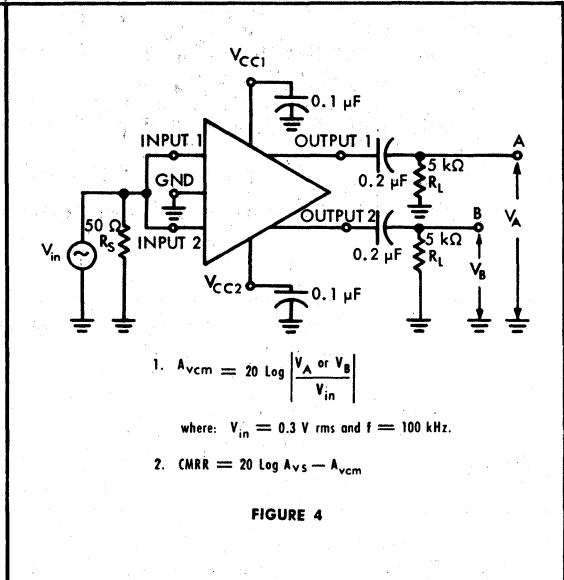 V_CC1
0.1 μF
INPUT 1
OUTPUT 1
A
5 kΩ
R_L
0.2 μF
GND
V_A
50 Ω
R_S
OUTPUT 2
B
5 kΩ
R_L
0.2 μF
V_B
V_in
INPUT 2
V_CC2
0.1 μF
1. A_vcm = 20 Log |V_A or V_B / V_in|
where: V_in = 0.3 V rms and f = 100 kHz.
2. CMRR = 20 Log A_vs − A_vcm
FIGURE 4